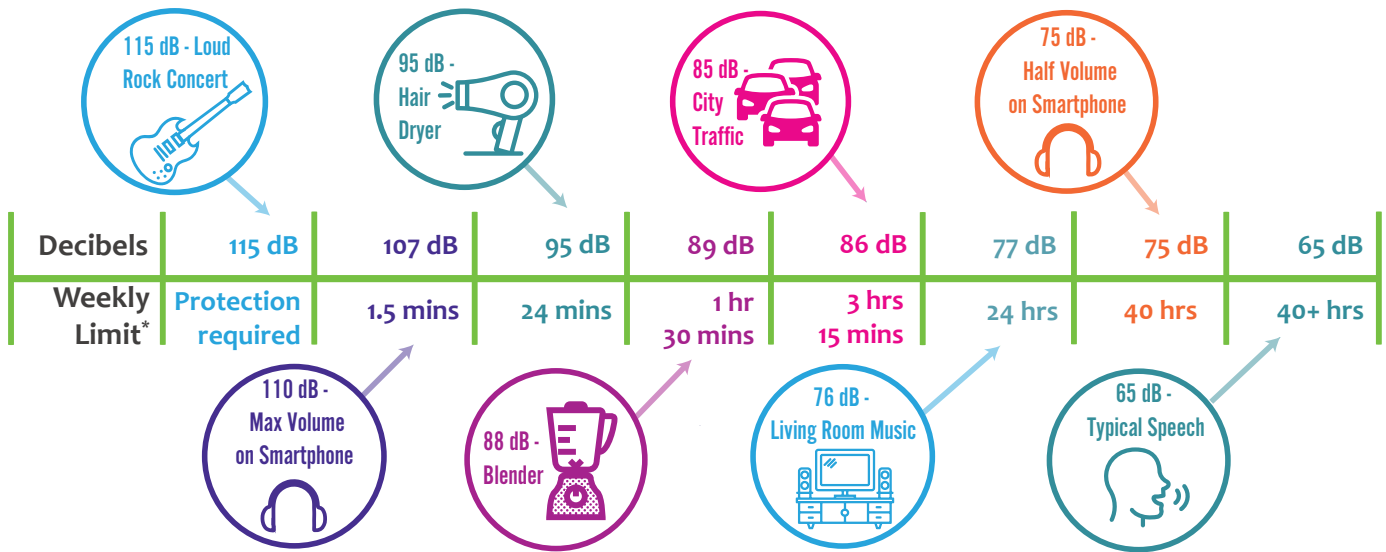 115 dB - Loud
Rock Concert
95 dB -
Hair
Dryer
85 dB -
City
Traffic
75 dB -
Half Volume
on Smartphone
Decibels
115 dB
107 dB
95 dB
89 dB
86 dB
77 dB
75 dB
65 dB
Weekly
Limit*
Protection
required
1.5 mins
24 mins
1 hr
30 mins
3 hrs
15 mins
24 hrs
40 hrs
40+ hrs
110 dB -
Max Volume
on Smartphone
88 dB -
Blender
76 dB -
Living Room Music
65 dB -
Typical Speech